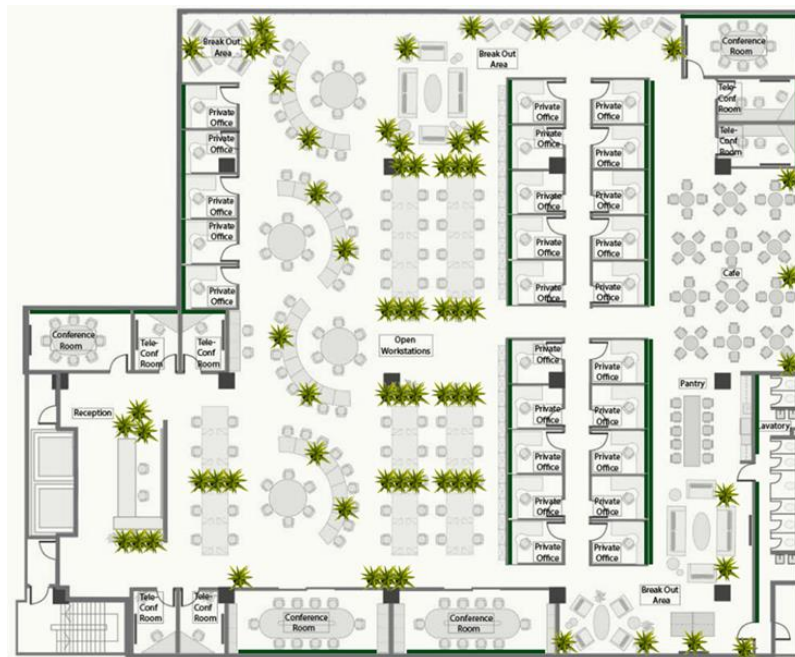 Break Out
Area
Break Out
Area
Conference
Room
Tele-
Conf Room
Tele-
Conf Room
Private
Office
Private
Office
Private
Office
Private
Office
Private
Office
Private
Office
Private
Office
Private
Office
Private
Office
Private
Office
Private
Office
Private
Office
Private
Office
Private
Office
Private
Office
Cafe
Conference
Room
Tele-
Conf
Room
Tele-
Conf
Room
Open
Workstations
Reception
Private
Office
Private
Office
Private
Office
Private
Office
Private
Office
Private
Office
Private
Office
Private
Office
Private
Office
Private
Office
Pantry
Lavatory
Break Out
Area
Tele-
Conf
Room
Tele-
Conf
Room
Conference
Room
Conference
Room